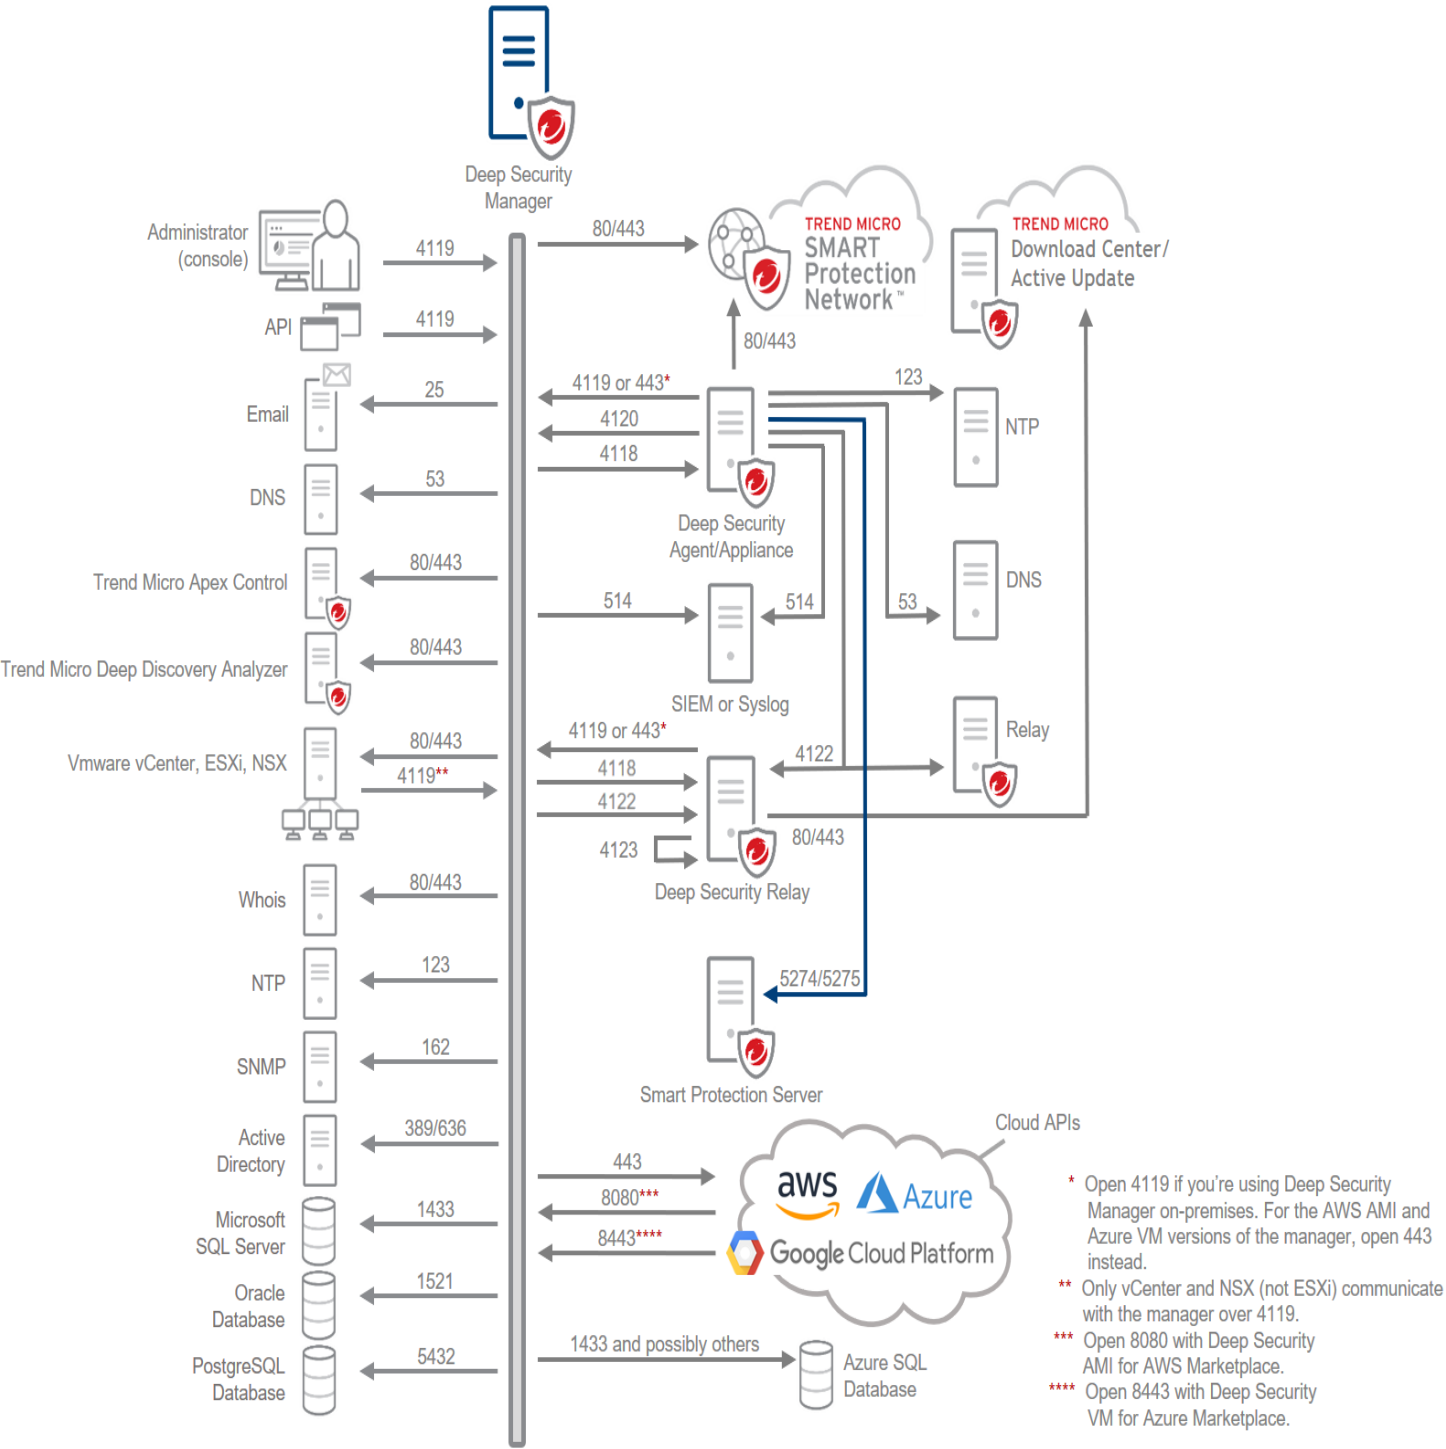 Deep Security
Manager
Administrator
(console)
4119
API
4119
Email
25
DNS
53
Trend Micro Apex Control
80/443
Trend Micro Deep Discovery Analyzer
80/443
Vmware vCenter, ESXi, NSX
80/443
4119**
Whois
80/443
NTP
123
SNMP
162
Active
Directory
389/636
Microsoft
SQL Server
1433
Oracle
Database
1521
PostgreSQL
Database
5432
80/443
TREND MICRO
SMART
Protection
Network™
TREND MICRO
Download Center/
Active Update
80/443
4119 or 443*
4120
4118
Deep Security
Agent/Appliance
123
NTP
53
DNS
514
514
SIEM or Syslog
4119 or 443*
4118
4122
4123
Deep Security Relay
4122
Relay
80/443
5274/5275
Smart Protection Server
Cloud APIs
443
8080***
8443****
aws
Azure
Google Cloud Platform
1433 and possibly others
Azure SQL
Database
* Open 4119 if you're using Deep Security
Manager on-premises. For the AWS AMI and
Azure VM versions of the manager, open 443
instead.
** Only vCenter and NSX (not ESXi) communicate
with the manager over 4119.
*** Open 8080 with Deep Security
AMI for AWS Marketplace.
**** Open 8443 with Deep Security
VM for Azure Marketplace.